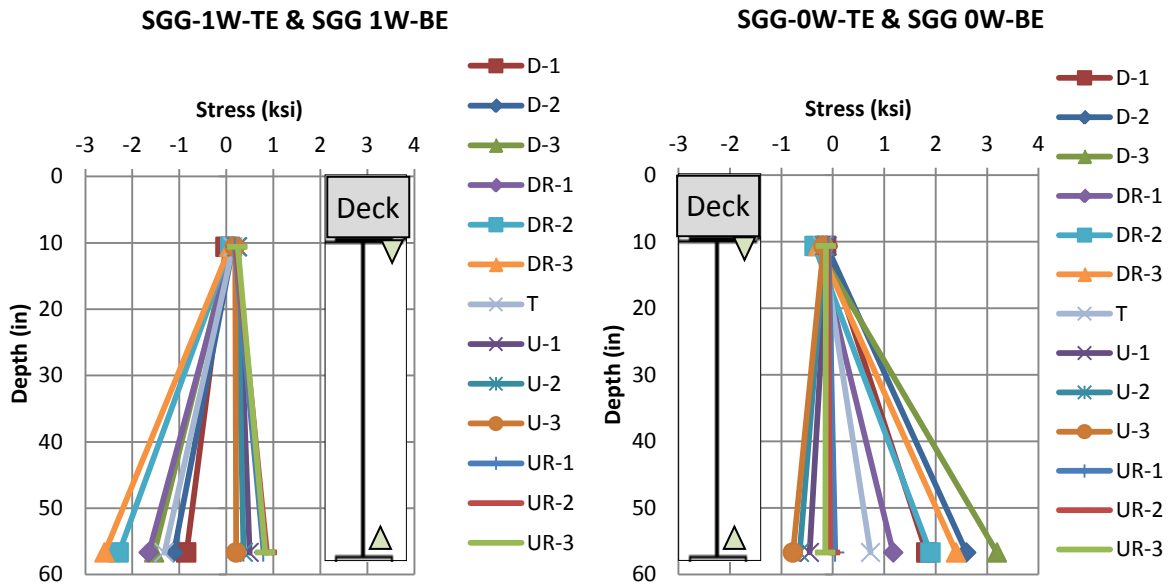 SGG-1W-TE & SGG 1W-BE
Stress (ksi)
-3 -2 -1 0 1 2 3 4
0
10
20
30
40
50
60
Depth (in)
Deck
D-1
D-2
D-3
DR-1
DR-2
DR-3
T
U-1
U-2
U-3
UR-1
UR-2
UR-3
SGG-0W-TE & SGG 0W-BE
Stress (ksi)
-3 -2 -1 0 1 2 3 4
0
10
20
30
40
50
60
Depth (in)
Deck
D-1
D-2
D-3
DR-1
DR-2
DR-3
T
U-1
U-2
U-3
UR-1
UR-2
UR-3